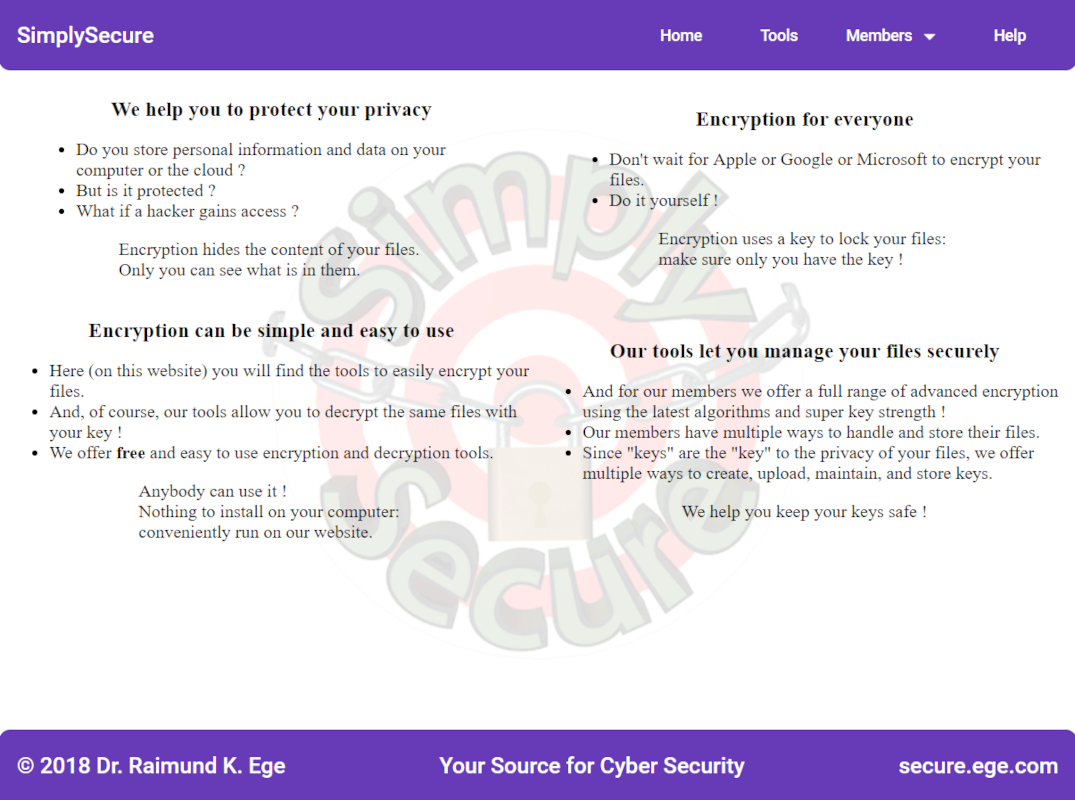 SimplySecure
Home Tools Members Help
We help you to protect your privacy
Do you store personal information and data on your
computer or the cloud ?
But is it protected ?
What if a hacker gains access ?
Encryption hides the content of your files.
Only you can see what is in them.
Encryption for everyone
Don't wait for Apple or Google or Microsoft to encrypt your
files.
Do it yourself !
Encryption uses a key to lock your files:
make sure only you have the key !
Encryption can be simple and easy to use
Here (on this website) you will find the tools to easily encrypt your
files.
And, of course, our tools allow you to decrypt the same files with
your key !
We offer free and easy to use encryption and decryption tools.
Anybody can use it !
Nothing to install on your computer:
conveniently run on our website.
Our tools let you manage your files securely
And for our members we offer a full range of advanced encryption
using the latest algorithms and super key strength !
Our members have multiple ways to handle and store their files.
Since "keys" are the "key" to the privacy of your files, we offer
multiple ways to create, upload, maintain, and store keys.
We help you keep your keys safe !
Simply
Secure
© 2018 Dr. Raimund K. Ege
Your Source for Cyber Security
secure.ege.com